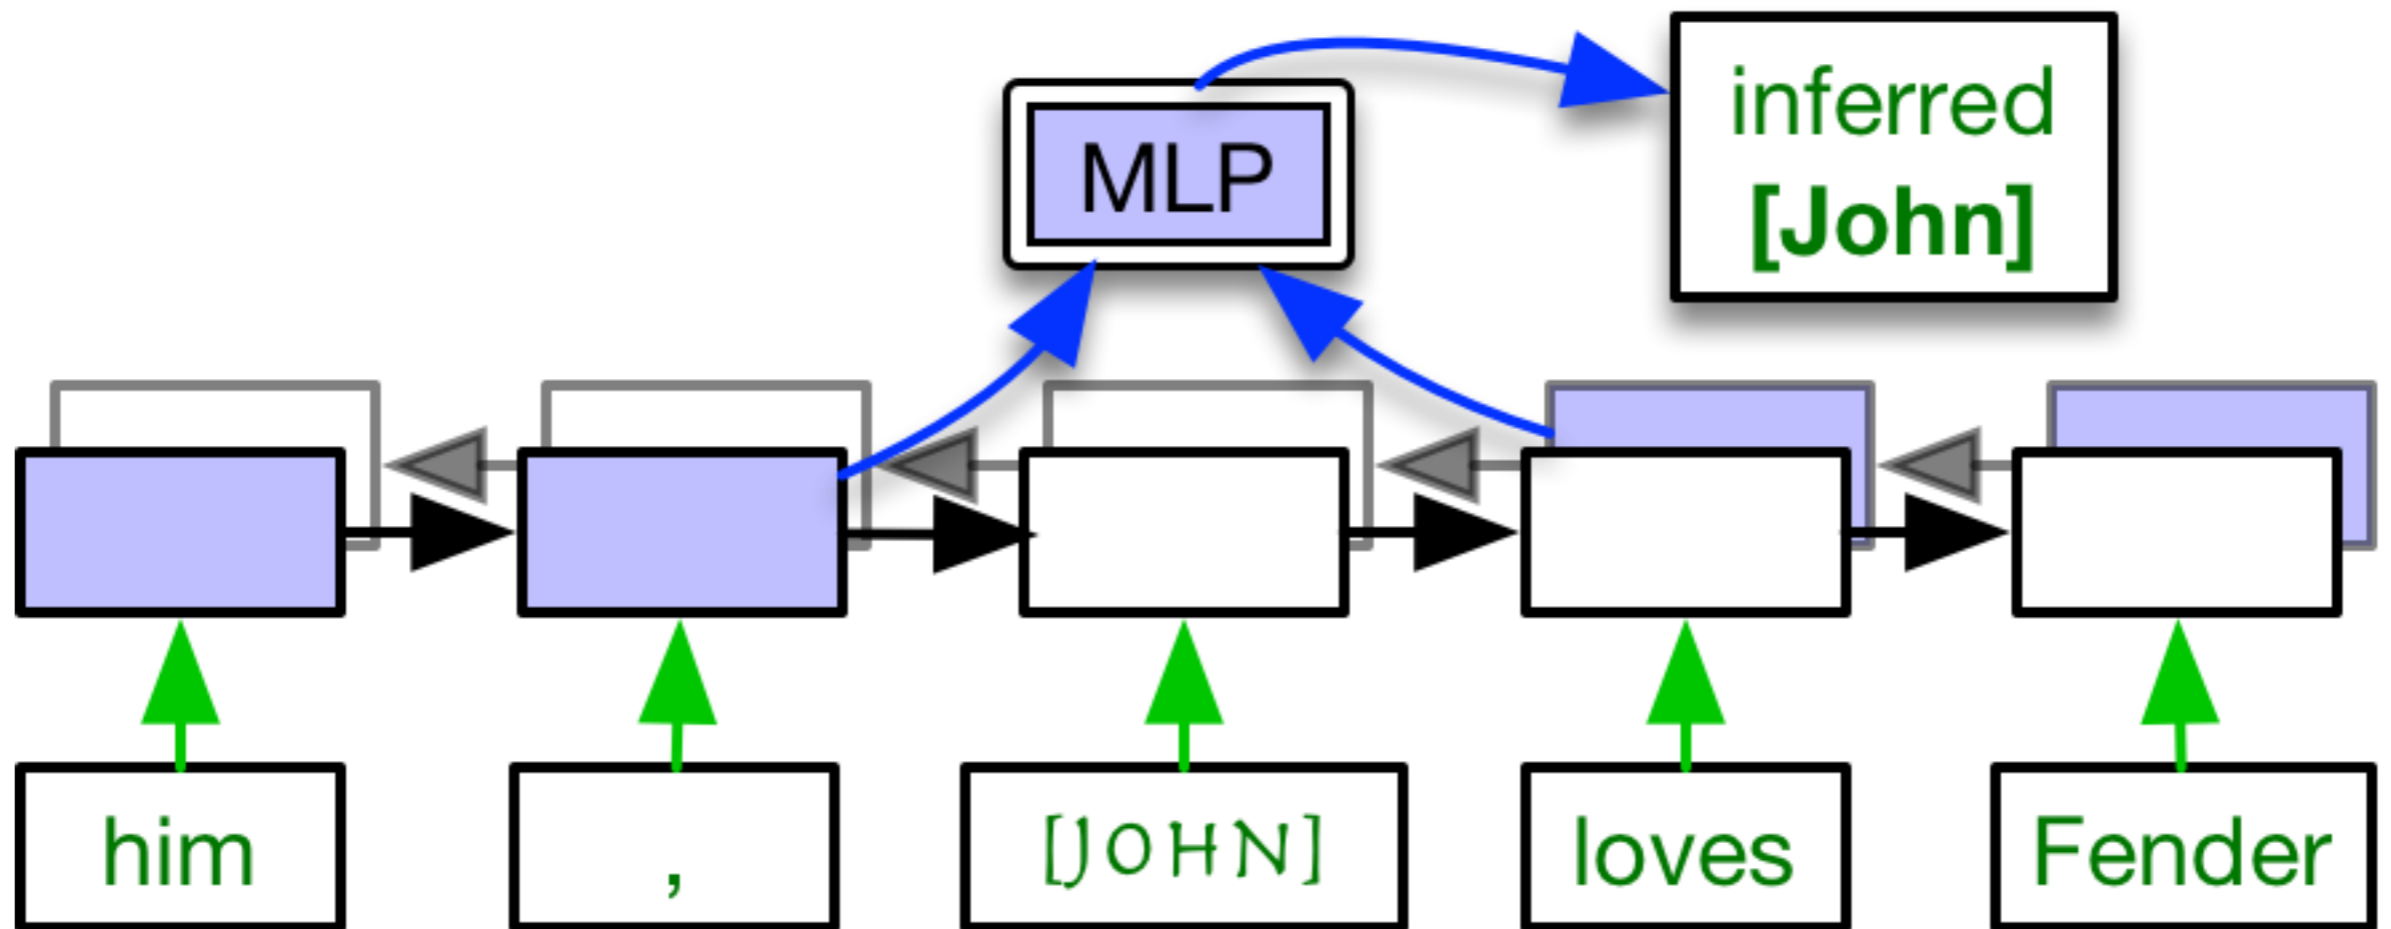 MLP
inferred
[John]
him , [JOHN] loves Fender